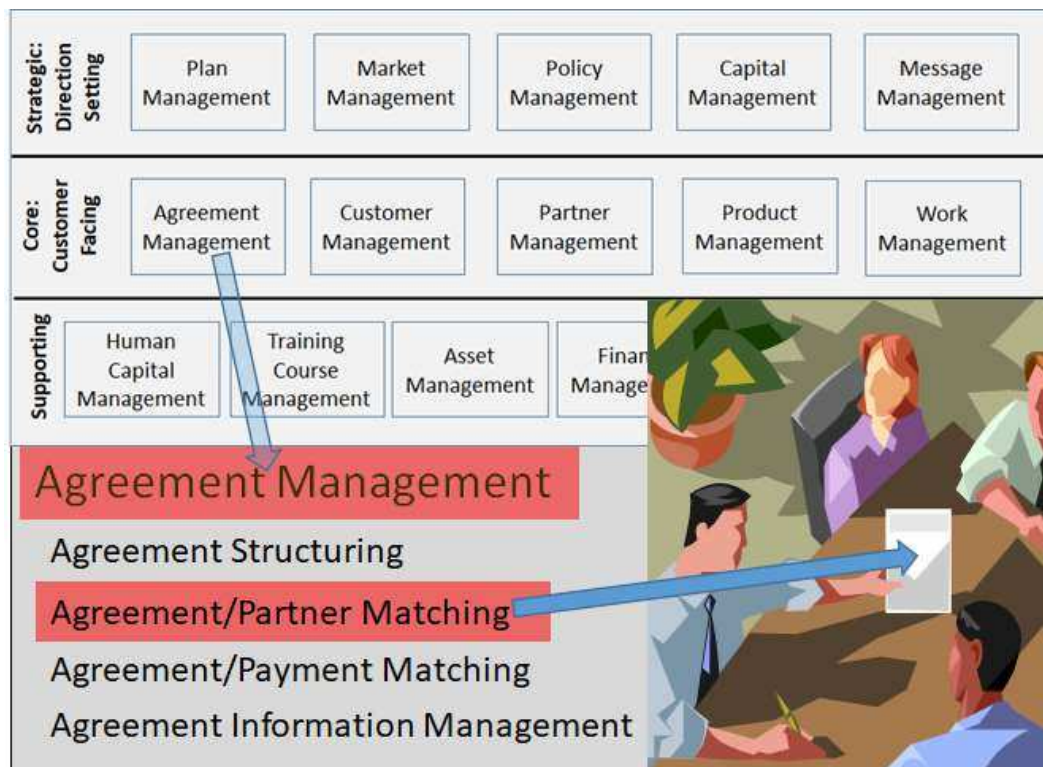 Strategic:
Direction
Setting
Plan
Management
Market
Management
Policy
Management
Capital
Management
Message
Management
Core:
Customer
Facing
Agreement
Management
Customer
Management
Partner
Management
Product
Management
Work
Management
Supporting
Human
Capital
Management
Training
Course
Management
Asset
Management
Agreement Management
Agreement Structuring
Agreement/Partner Matching
Agreement/Payment Matching
Agreement Information Management